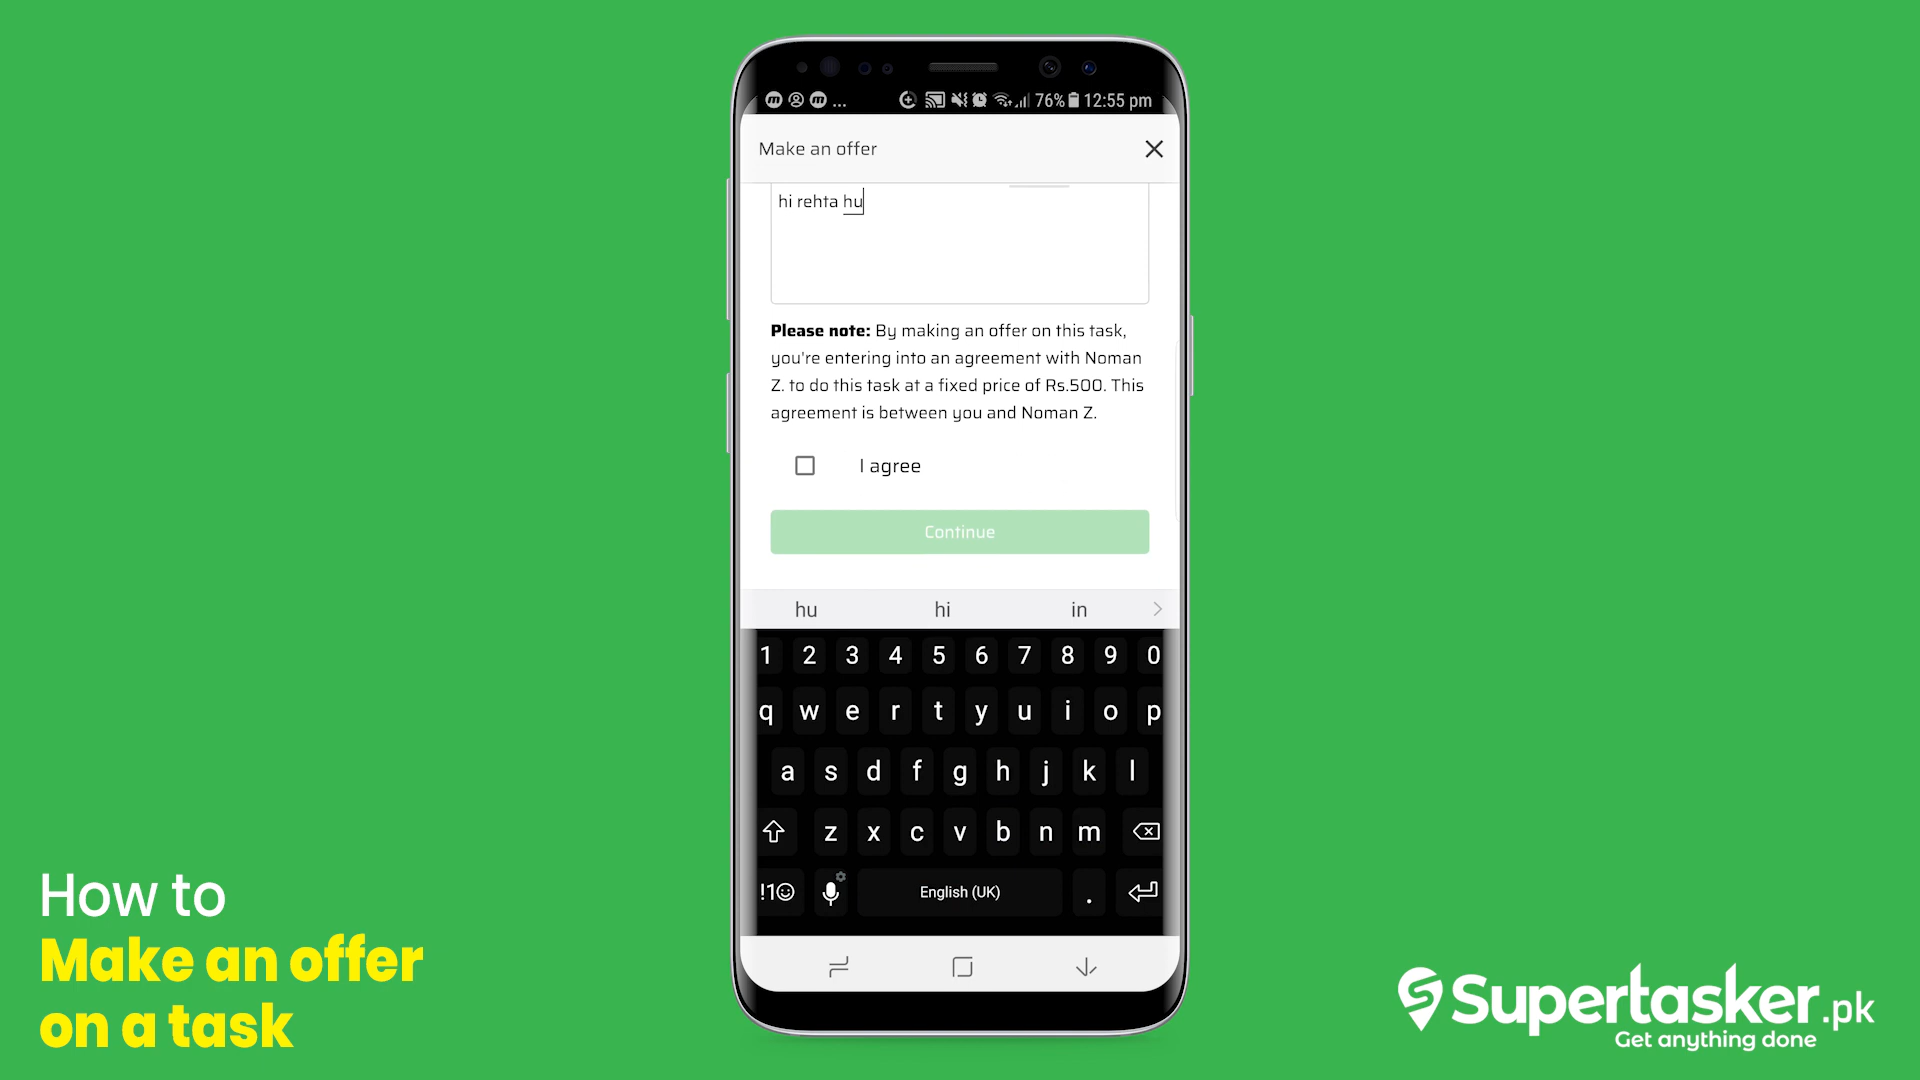 76% 12:55 pm
Make an offer
hi rehta hu
Please note: By making an offer on this task,
you're entering into an agreement with Noman
Z. to do this task at a fixed price of Rs.500. This
agreement is between you and Noman Z.
I agree
Continue
hu hi in
1 2 3 4 5 6 7 8 9 0
q w e r t y u i o p
a s d f g h j k l
z x c v b n m
!1☺ English (UK) .
How to
Make an offer
on a task
Supertasker.pk
Get anything done